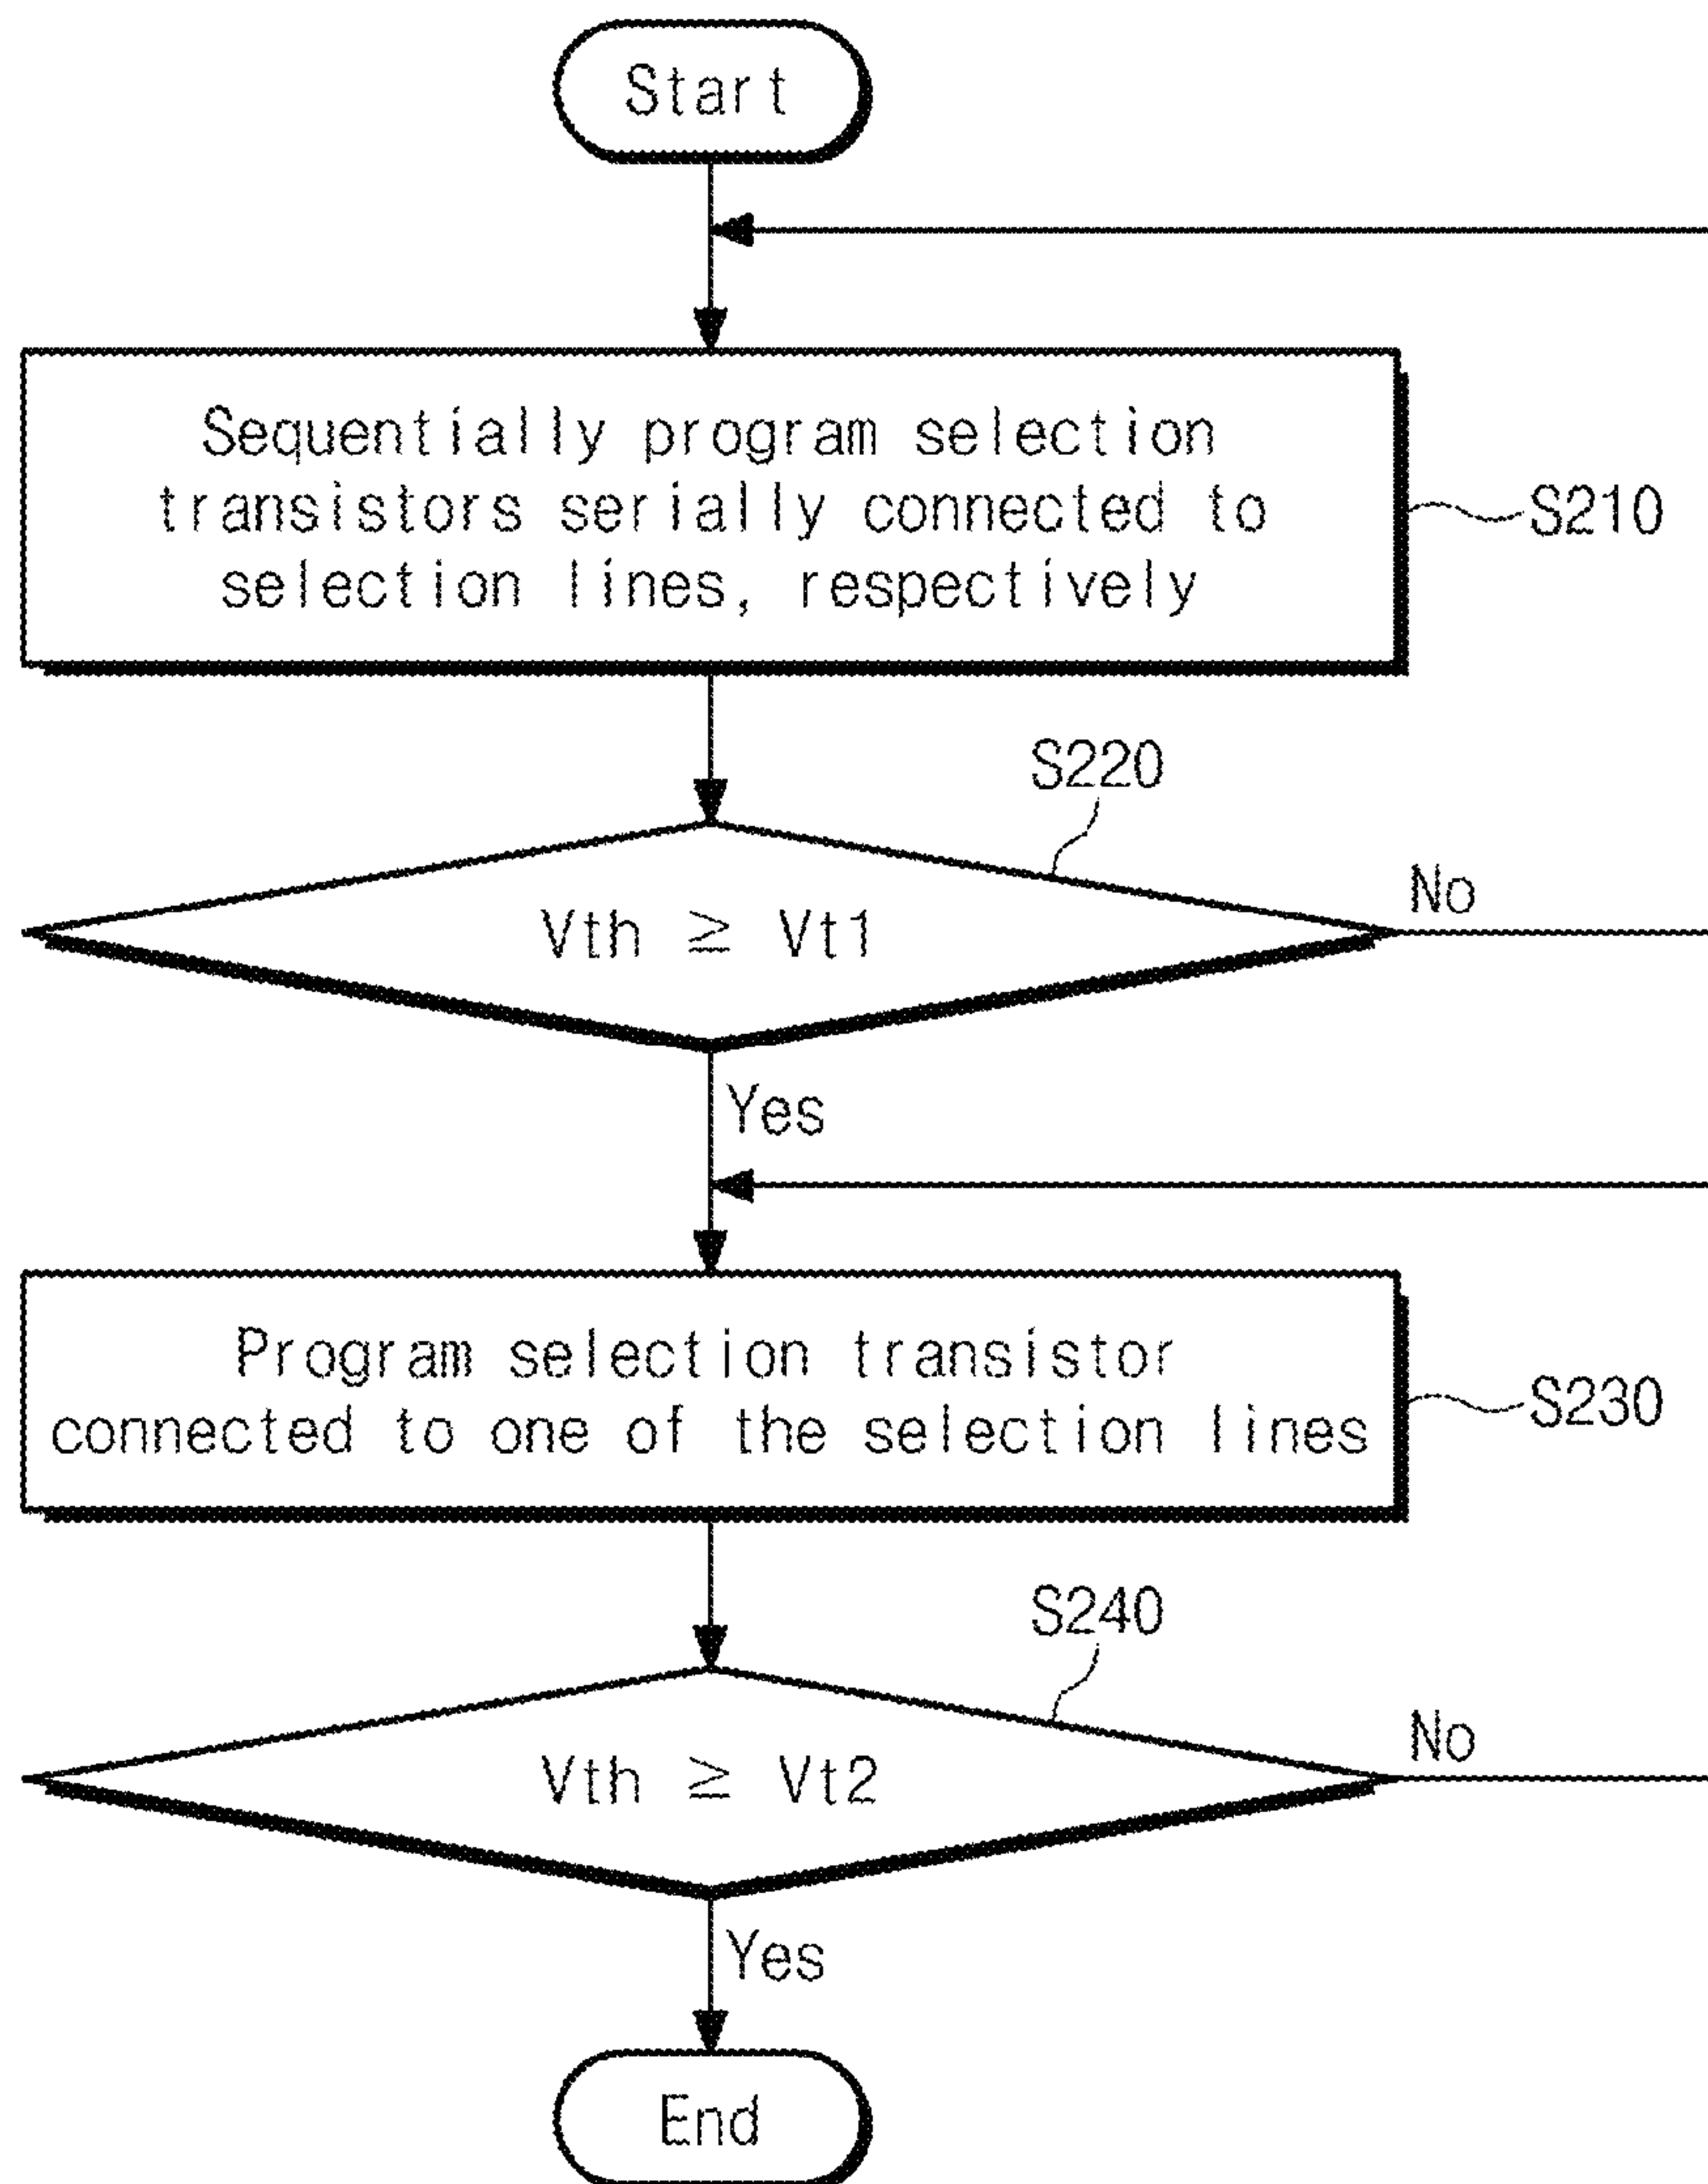 Start
Sequentially program selection
transistors serially connected to
selection lines, respectively
S210
S220
Vth ≥ Vt1
No
Yes
Program selection transistor
connected to one of the selection lines
S230
S240
Vth ≥ Vt2
No
Yes
End